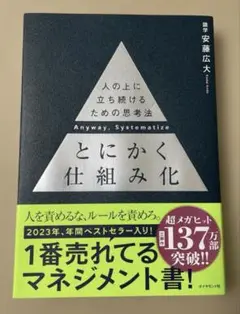 識学
安藤広大
人の上に
立ち続ける
ための思考法
Anyway, Systematize
とにかく
仕組み化
人を責めるな、ルールを責めろ。
2023年、年間ベストセラー入り!
1番売れてる
マネジメント書!
超メガヒット
137万部
突破!!
ダイヤモンド社